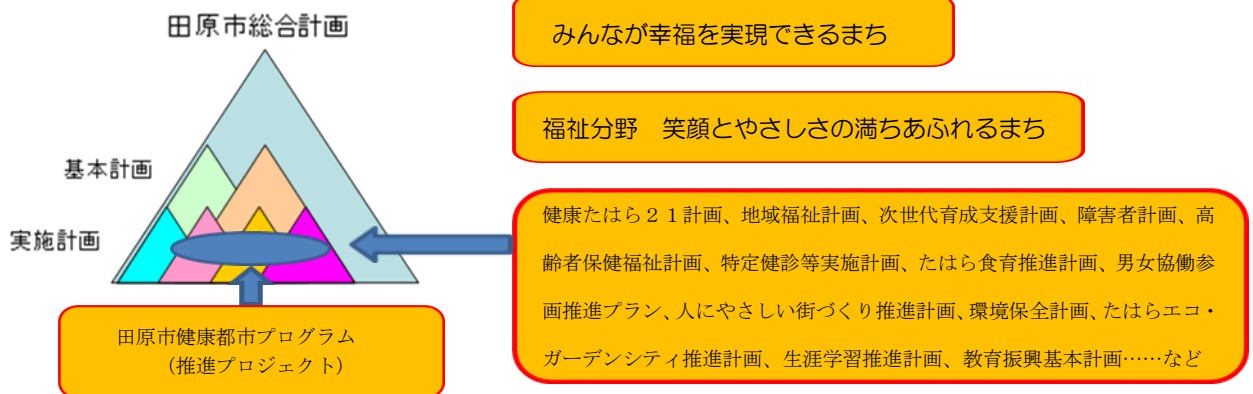 田原市総合計画
みんなが幸福を実現できるまち
福祉分野　笑顔とやさしさの満ちあふれるまち
基本計画
実施計画
健康たはら２１計画、地域福祉計画、次世代育成支援計画、障害者計画、高
齢者保健福祉計画、特定健診等実施計画、たはら食育推進計画、男女協働参
画推進プラン、人にやさしい街づくり推進計画、環境保全計画、たはらエコ・
ガーデンシティ推進計画、生涯学習推進計画、教育振興基本計画……など
田原市健康都市プログラム
（推進プロジェクト）